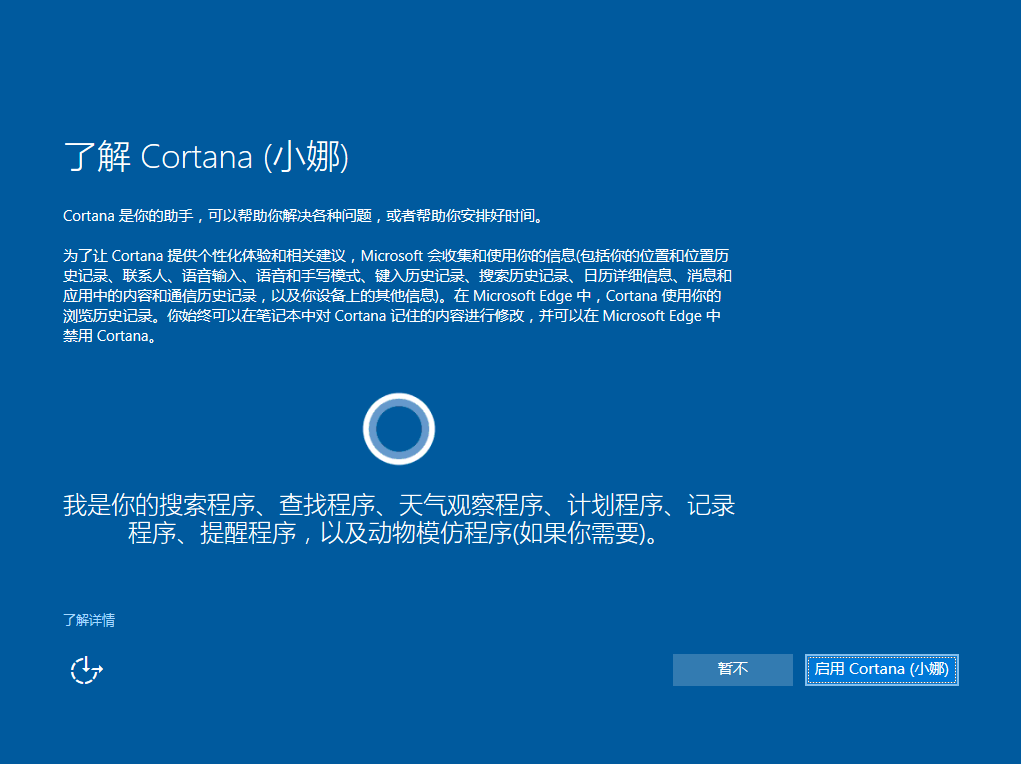 了解 Cortana (小娜)
Cortana 是你的助手，可以帮助你解决各种问题，或者帮助你安排好时间。
为了让 Cortana 提供个性化体验和相关建议，Microsoft 会收集和使用你的信息(包括你的位置和位置历
史记录、联系人、语音输入、语音和手写模式、键入历史记录、搜索历史记录、日历详细信息、消息和
应用中的内容和通信历史记录，以及你设备上的其他信息)。在 Microsoft Edge 中，Cortana 使用你的
浏览历史记录。你始终可以在笔记本中对 Cortana 记住的内容进行修改，并可以在 Microsoft Edge 中
禁用 Cortana。
我是你的搜索程序、查找程序、天气观察程序、计划程序、记录
程序、提醒程序，以及动物模仿程序(如果你需要)。
了解详情
暂不
启用 Cortana (小娜)